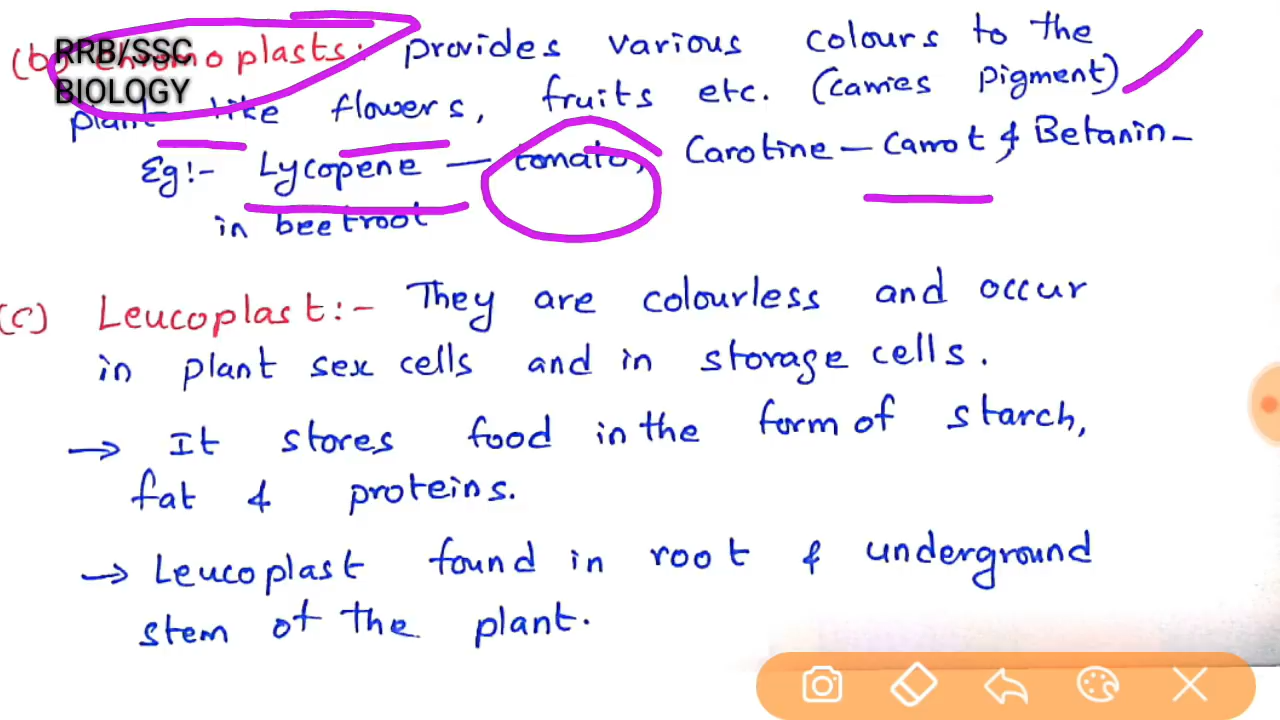 RRB/SSC
BIOLOGY
(b) Chromoplasts: provides various colours to the
plant like flowers, fruits etc. (carries pigment)
Eg:- Lycopene — tomato, Carotine — Carrot & Betanin -
in beetroot
(c) Leucoplast :- They are colourless and occur
in plant sex cells and in storage cells.
→ It stores food in the form of starch,
fat & proteins.
→ Leucoplast found in root & underground
stem of the plant.